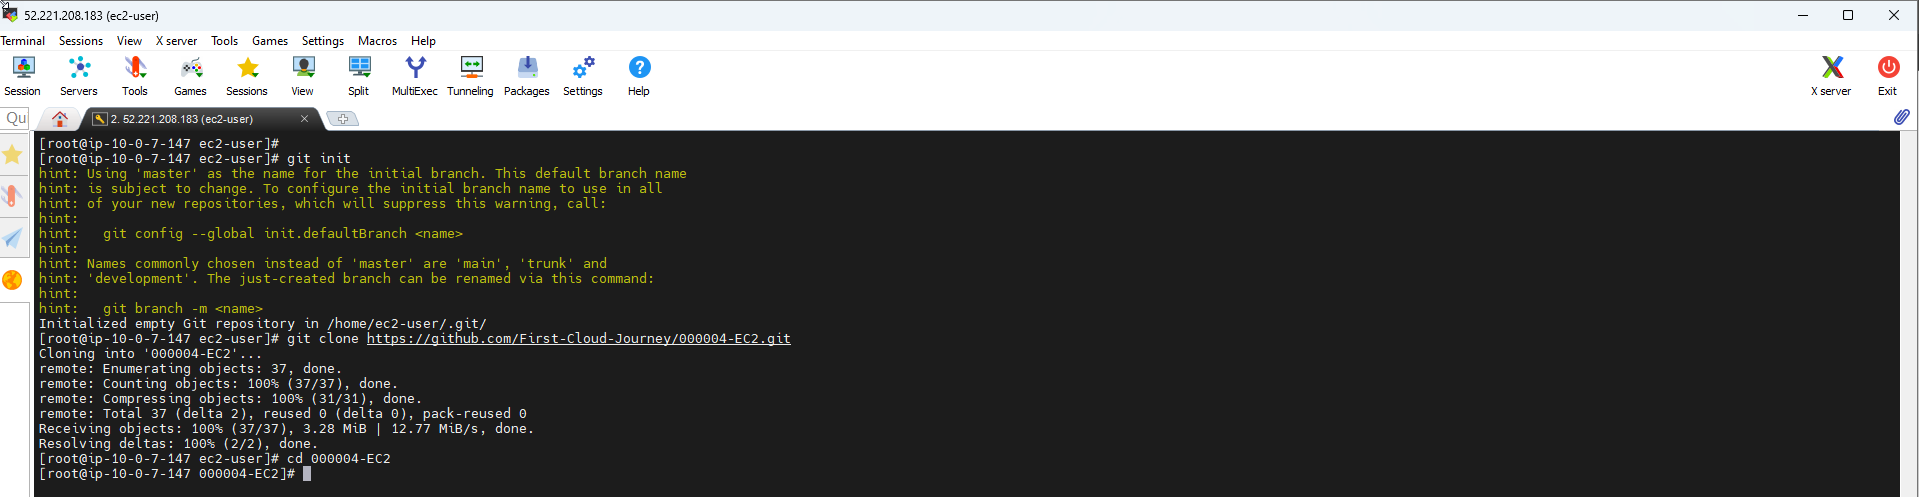 52.221.208.183 (ec2-user)
Terminal Sessions View X server Tools Games Settings Macros Help
Session Servers Tools Games Sessions View Split MultiExec Tunneling Packages Settings Help X server Exit
Qu 2. 52.221.208.183 (ec2-user)
[root@ip-10-0-7-147 ec2-user]#
[root@ip-10-0-7-147 ec2-user]# git init
hint: Using 'master' as the name for the initial branch. This default branch name
hint: is subject to change. To configure the initial branch name to use in all
hint: of your new repositories, which will suppress this warning, call:
hint:
hint:   git config --global init.defaultBranch <name>
hint:
hint: Names commonly chosen instead of 'master' are 'main', 'trunk' and
hint: 'development'. The just-created branch can be renamed via this command:
hint:
hint:   git branch -m <name>
Initialized empty Git repository in /home/ec2-user/.git/
[root@ip-10-0-7-147 ec2-user]# git clone https://github.com/First-Cloud-Journey/000004-EC2.git
Cloning into '000004-EC2'...
remote: Enumerating objects: 37, done.
remote: Counting objects: 100% (37/37), done.
remote: Compressing objects: 100% (31/31), done.
remote: Total 37 (delta 2), reused 0 (delta 0), pack-reused 0
Receiving objects: 100% (37/37), 3.28 MiB | 12.77 MiB/s, done.
Resolving deltas: 100% (2/2), done.
[root@ip-10-0-7-147 ec2-user]# cd 000004-EC2
[root@ip-10-0-7-147 000004-EC2]#